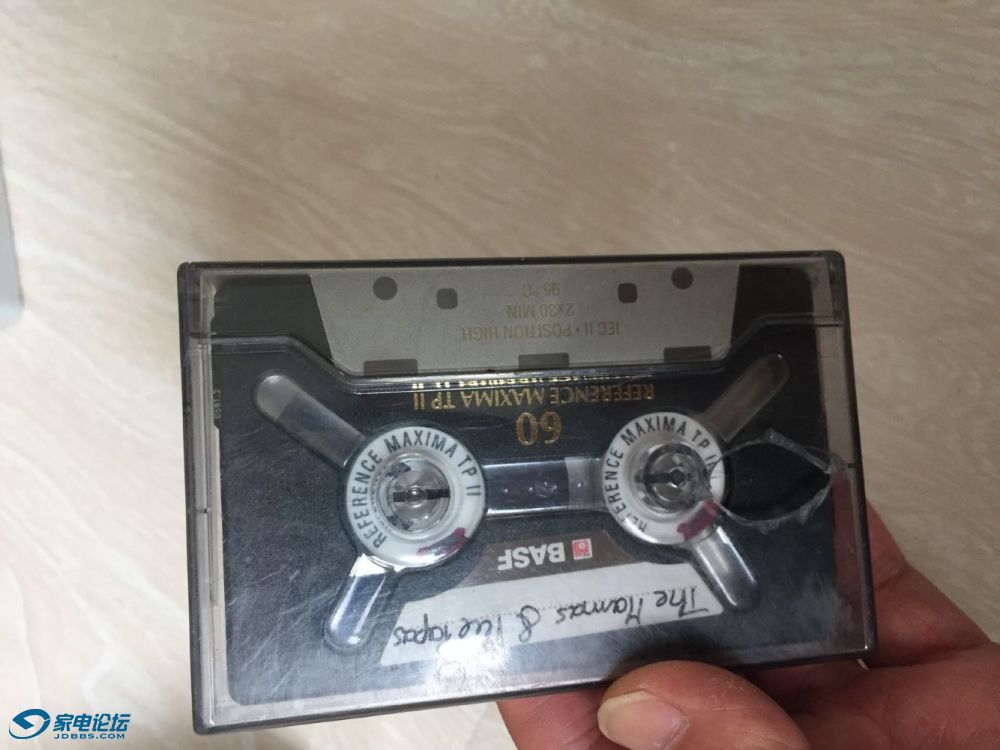 The Mamas & The Papas
BASF
REFERENCE MAXIMA TP II
REFERENCE MAXIMA TP II
60
REFERENCE MAXIMA TP II
IEC II • POSITION HIGH
2X30 MIN
95 °C
家电论坛
JDBBS.COM